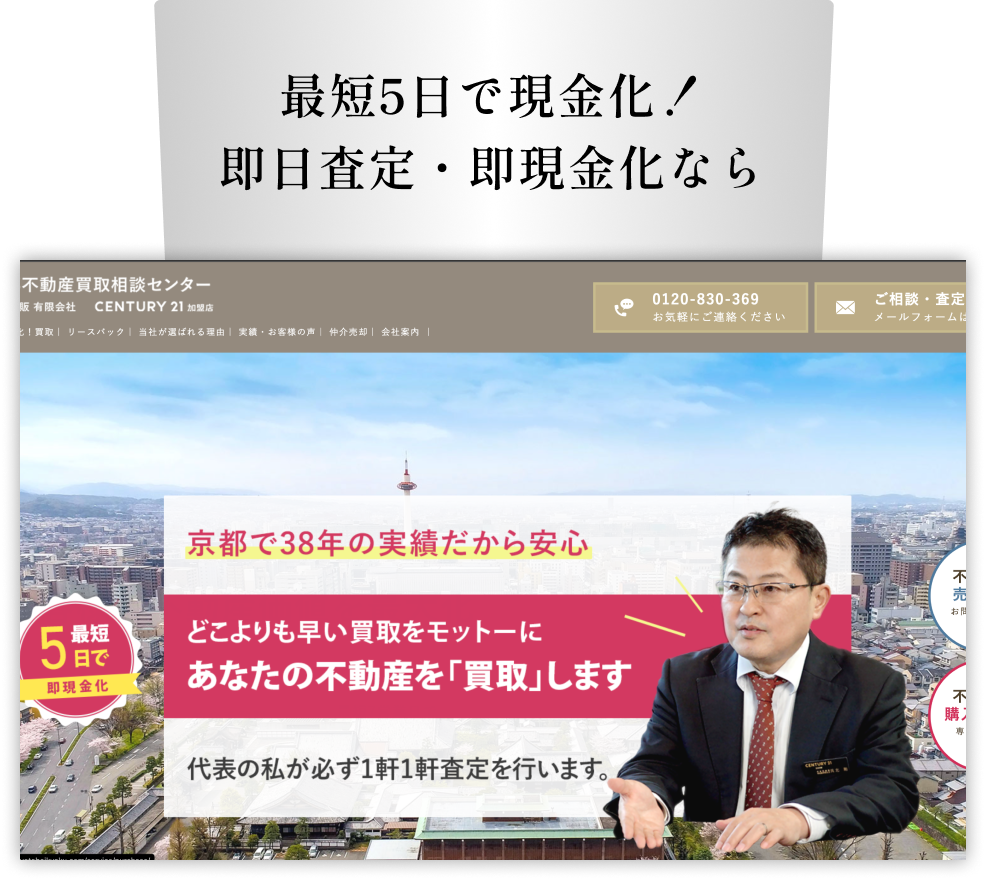 最短5日で現金化！
即日査定・即現金化なら
不動産買取相談センター
販 有限会社 CENTURY 21 加盟店
化！買取｜リースバック｜当社が選ばれる理由｜実績・お客様の声｜仲介売却｜会社案内｜
0120-830-369
お気軽にご連絡ください
ご相談・査定
メールフォームは
京都で38年の実績だから安心
どこよりも早い買取をモットーに
あなたの不動産を「買取」します
代表の私が必ず1軒1軒査定を行います。
最短
5日で
即現金化
不
売
お問
不
購入
専
CENTURY 21